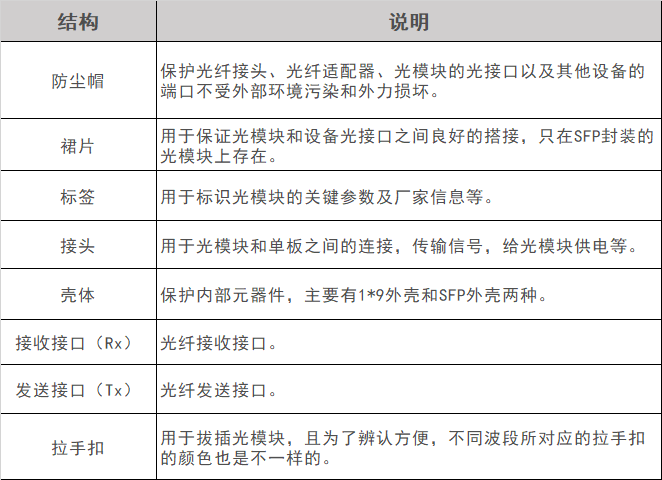 结构 说明
防尘帽 保护光纤接头、光纤适配器、光模块的光接口以及其他设备的
端口不受外部环境污染和外力损坏。
裙片 用于保证光模块和设备光接口之间良好的搭接，只在SFP封装的
光模块上存在。
标签 用于标识光模块的关键参数及厂家信息等。
接头 用于光模块和单板之间的连接，传输信号，给光模块供电等。
壳体 保护内部元器件，主要有1*9外壳和SFP外壳两种。
接收接口（Rx） 光纤接收接口。
发送接口（Tx） 光纤发送接口。
拉手扣 用于拔插光模块，且为了辨认方便，不同波段所对应的拉手扣
的颜色也是不一样的。